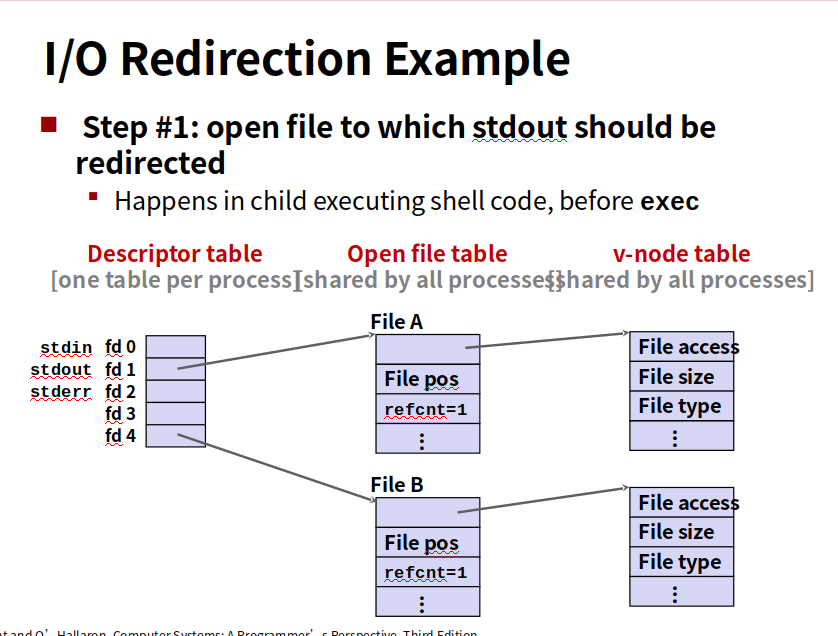 I/O Redirection Example
Step #1: open file to which stdout should be
redirected
Happens in child executing shell code, before exec
Descriptor table
[one table per process]
Open file table
[shared by all processes]
v-node table
[shared by all processes]
stdin fd 0
stdout fd 1
stderr fd 2
fd 3
fd 4
File A
File pos
refcnt=1
⋮
File access
File size
File type
⋮
File B
File pos
refcnt=1
⋮
File access
File size
File type
⋮
and O’Hallaron, Computer Systems: A Programmer’s Perspective, Third Edition